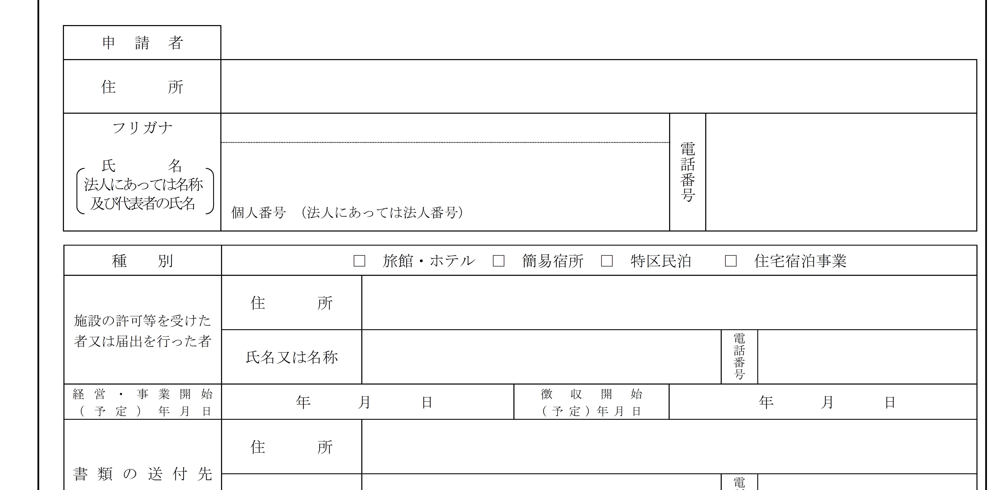 申請者
住所
フリガナ
氏名
法人にあっては名称
及び代表者の氏名
個人番号 （法人にあっては法人番号）
電話番号
種別
□ 旅館・ホテル □ 簡易宿所 □ 特区民泊 □ 住宅宿泊事業
施設の許可等を受けた
者又は届出を行った者
住所
氏名又は名称
電話番号
経営・事業開始
（予定）年月日
年 月 日
徴収開始
（予定）年月日
年 月 日
書類の送付先
住所
電